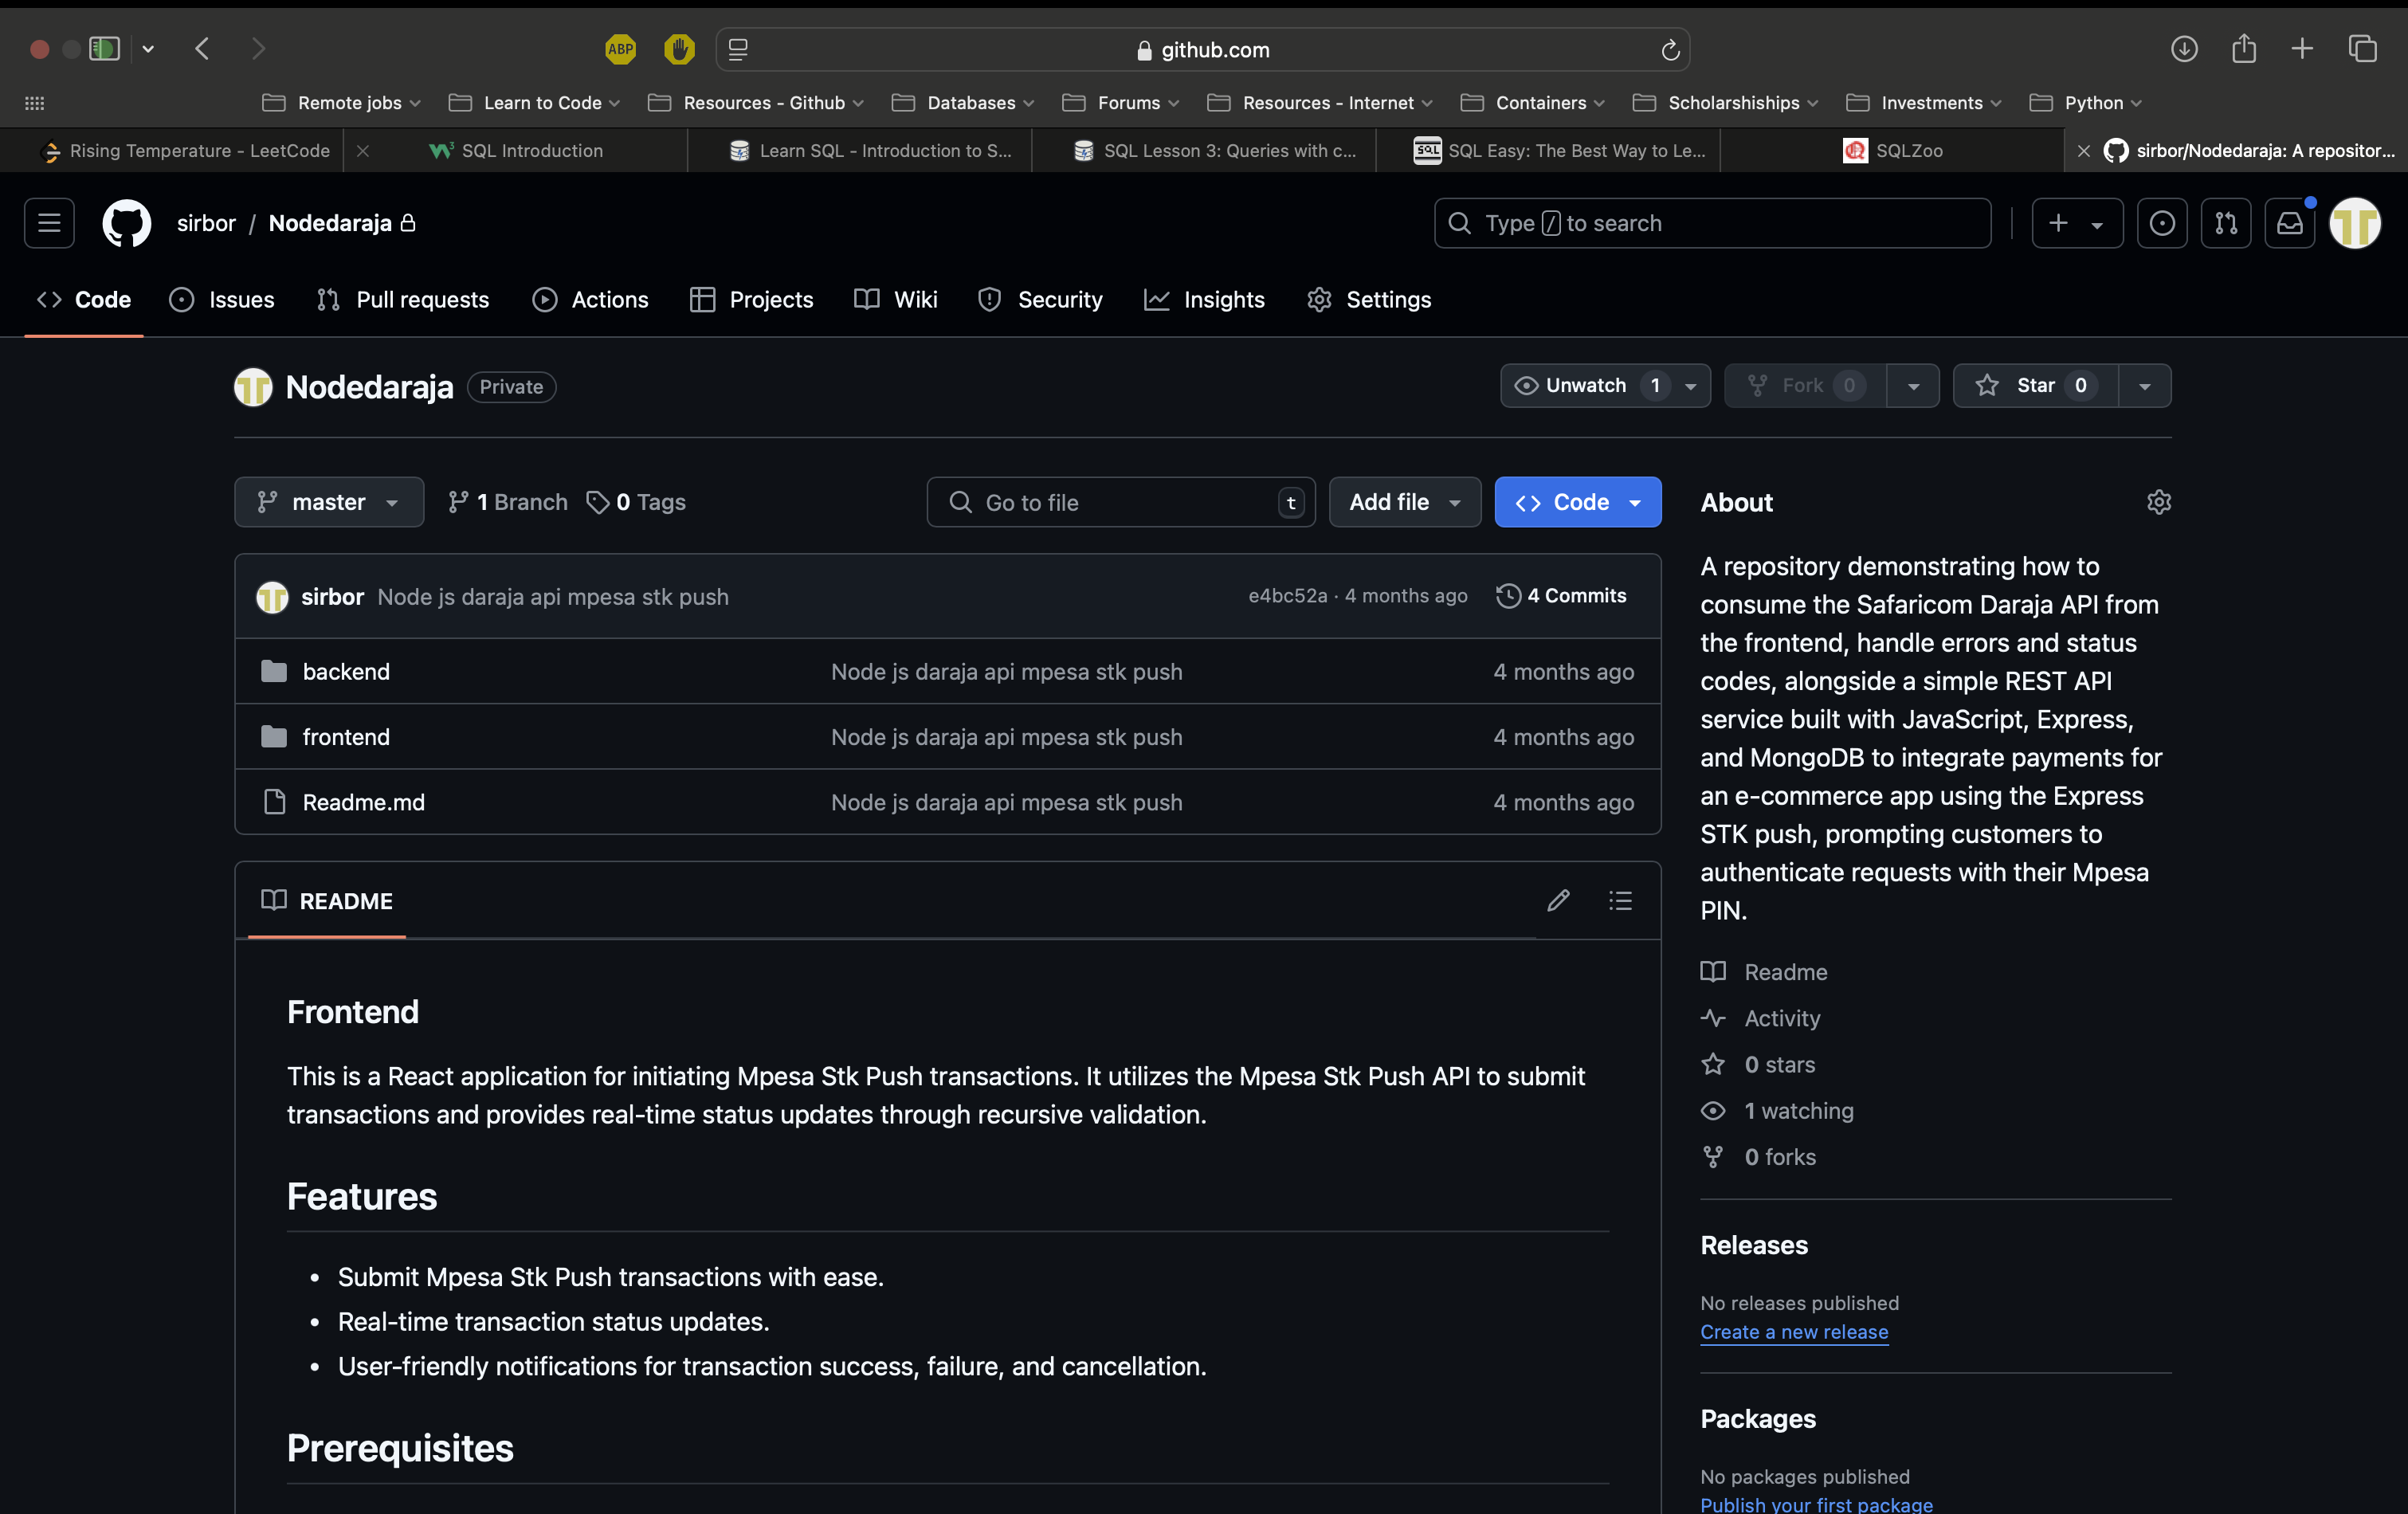 ABP
github.com
Remote jobs
Learn to Code
Resources - Github
Databases
Forums
Resources - Internet
Containers
Scholarshiships
Investments
Python
Rising Temperature - LeetCode
SQL Introduction
Learn SQL - Introduction to S...
SQL Lesson 3: Queries with c...
SQL
SQL Easy: The Best Way to Le...
SQLZoo
sirbor/Nodedaraja: A repositor...
sirbor / Nodedaraja
Type / to search
Code
Issues
Pull requests
Actions
Projects
Wiki
Security
Insights
Settings
Nodedaraja
Private
Unwatch 1
Fork 0
Star 0
master
1 Branch
0 Tags
Go to file
t
Add file
Code
About
sirbor Node js daraja api mpesa stk push
e4bc52a · 4 months ago
4 Commits
backend Node js daraja api mpesa stk push 4 months ago
frontend Node js daraja api mpesa stk push 4 months ago
Readme.md Node js daraja api mpesa stk push 4 months ago
README
Frontend
This is a React application for initiating Mpesa Stk Push transactions. It utilizes the Mpesa Stk Push API to submit
transactions and provides real-time status updates through recursive validation.
Features
• Submit Mpesa Stk Push transactions with ease.
• Real-time transaction status updates.
• User-friendly notifications for transaction success, failure, and cancellation.
Prerequisites
A repository demonstrating how to
consume the Safaricom Daraja API from
the frontend, handle errors and status
codes, alongside a simple REST API
service built with JavaScript, Express,
and MongoDB to integrate payments for
an e-commerce app using the Express
STK push, prompting customers to
authenticate requests with their Mpesa
PIN.
Readme
Activity
0 stars
1 watching
0 forks
Releases
No releases published
Create a new release
Packages
No packages published
Publish your first package